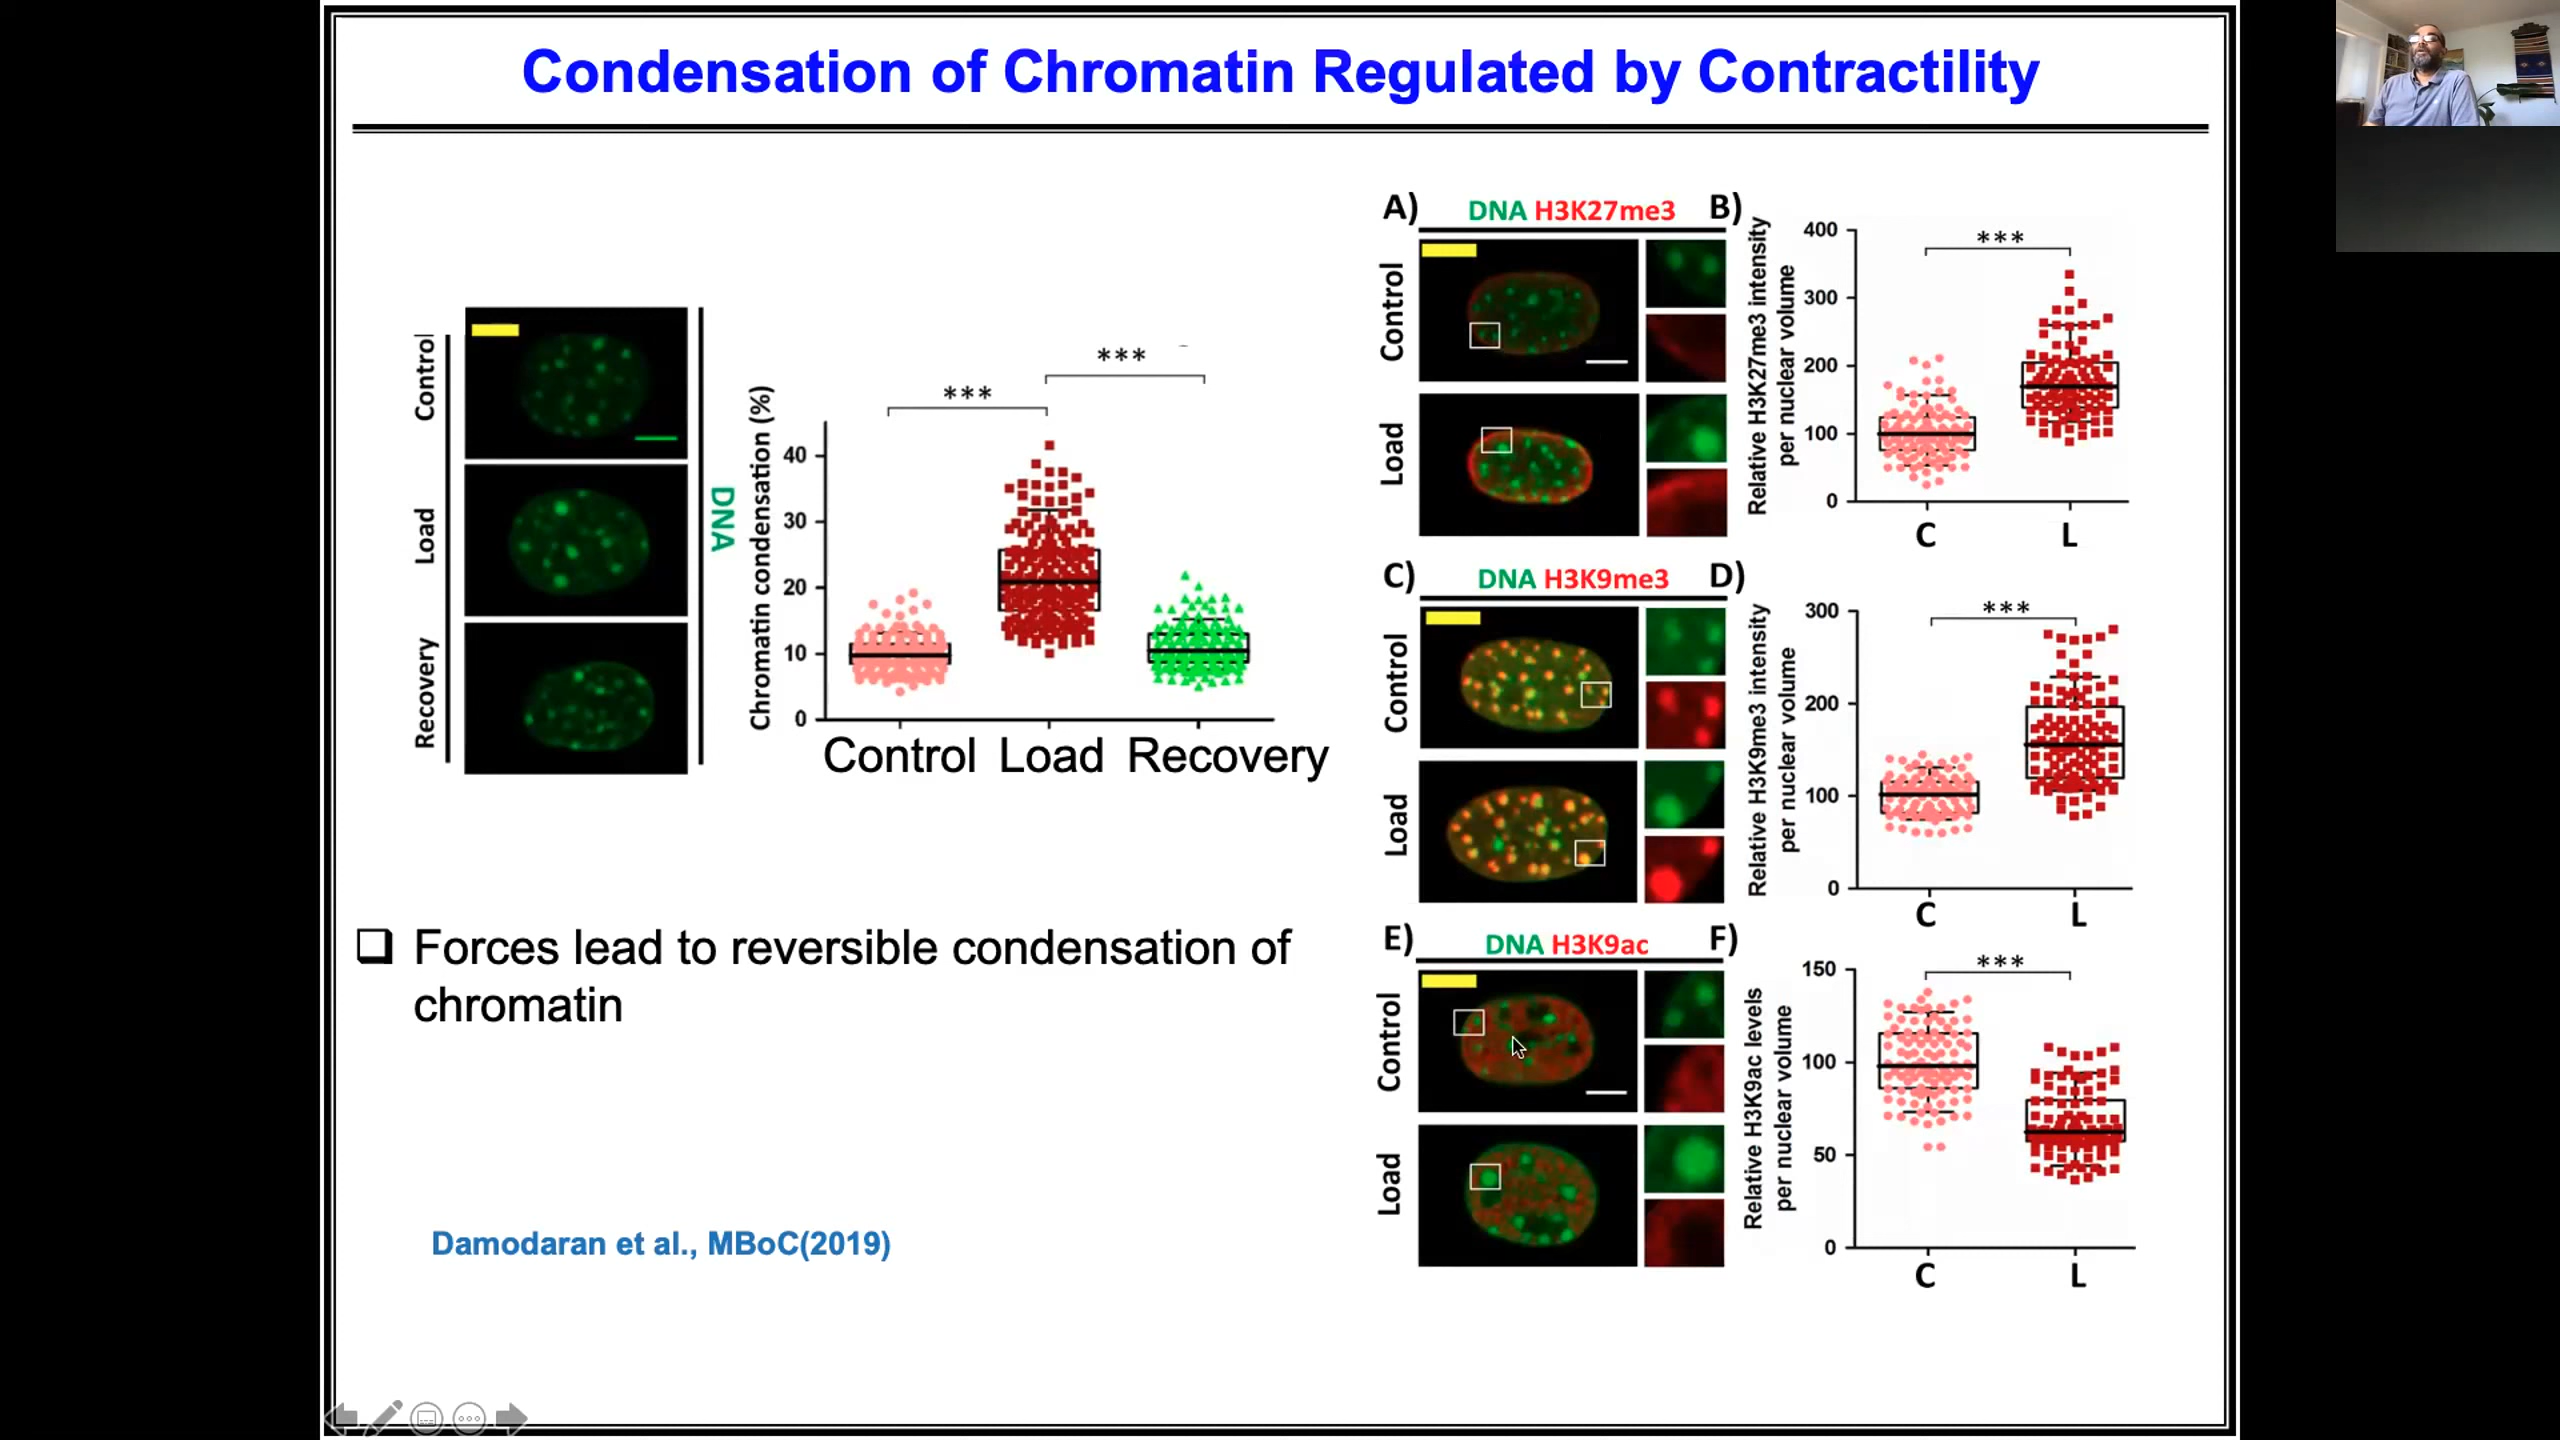 Condensation of Chromatin Regulated by Contractility
Control
Load
Recovery
DNA
Chromatin condensation (%)
***
***
40
30
20
10
0
Control Load Recovery
Forces lead to reversible condensation of
chromatin
Damodaran et al., MBoC(2019)
A) DNA H3K27me3
Control
Load
B)
Relative H3K27me3 intensity
per nuclear volume
***
400
300
200
100
0
C L
C) DNA H3K9me3
Control
Load
D)
Relative H3K9me3 intensity
per nuclear volume
***
300
200
100
0
C L
E) DNA H3K9ac
Control
Load
F)
Relative H3K9ac levels
per nuclear volume
***
150
100
50
0
C L